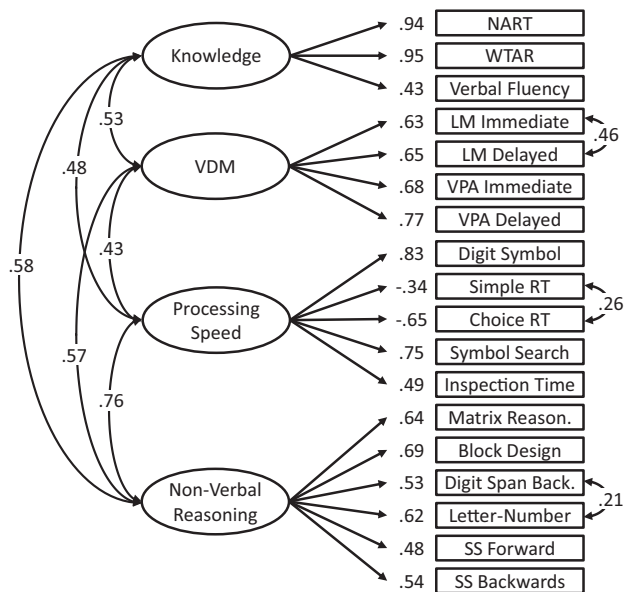 .94 NART
Knowledge
.95 WTAR
.43 Verbal Fluency
.53
.63 LM Immediate
.46
.65 LM Delayed
.48
VDM
.68 VPA Immediate
.77 VPA Delayed
.43
.83 Digit Symbol
.58
-.34 Simple RT
.26
Processing
Speed
-.65 Choice RT
.57
.75 Symbol Search
.76
.49 Inspection Time
.64 Matrix Reason.
.69 Block Design
Non-Verbal
Reasoning
.53 Digit Span Back.
.21
.62 Letter-Number
.48 SS Forward
.54 SS Backwards